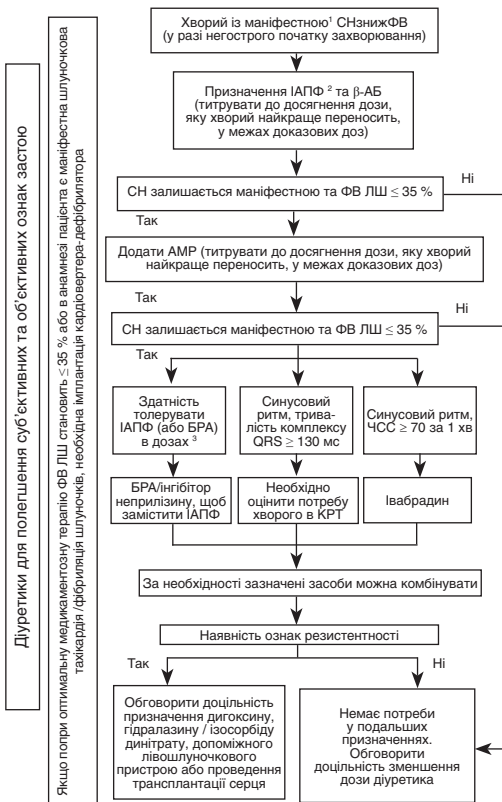 Діуретики для полегшення суб’єктивних та об’єктивних ознак застою
Якщо попри оптимальну медикаментозну терапію ФВ ЛШ становить ≤ 35 % або в анамнезі пацієнта є маніфестна шлуночкова
тахікардія /фібриляція шлуночків, необхідна імплантація кардіовертера-дефібрилятора
Хворий із маніфестною¹ СНзнижФВ
(у разі негострого початку захворювання)
Призначення ІАПФ ² та β-АБ
(титрувати до досягнення дози,
яку хворий найкраще переносить,
у межах доказових доз)
Ні
СН залишається маніфестною та ФВ ЛШ ≤ 35 %
Так
Додати АМР (титрувати до досягнення дози, яку хворий
найкраще переносить, у межах доказових доз)
Так
Ні
СН залишається маніфестною та ФВ ЛШ ≤ 35 %
Так
Здатність
толерувати
ІАПФ (або БРА)
в дозах ³
Синусовий
ритм, трива-
лість комплексу
QRS ≥ 130 мс
Синусовий ритм,
ЧСС ≥ 70 за 1 хв
БРА/інгібітор
неприлізину, щоб
замістити ІАПФ
Необхідно
оцінити потребу
хворого в КРТ
Івабрадин
За необхідності зазначені засоби можна комбінувати
Наявність ознак резистентності
Так
Ні
Обговорити доцільність
призначення дигоксину,
гідралазину / ізосорбіду
динітрату, допоміжного
лівошлуночкового
пристрою або проведення
трансплантації серця
Немає потреби
у подальших
призначеннях.
Обговорити
доцільність зменшення
дози діуретика